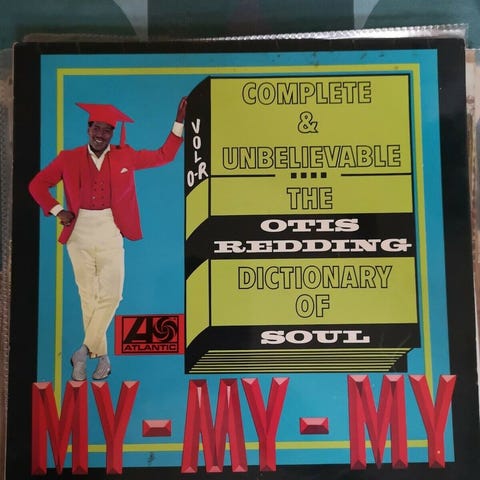 COMPLETE
&
UNBELIEVABLE
THE
OTIS
REDDING
DICTIONARY
OF
SOUL
VOL
O-R
ATLANTIC
MY-MY-MY